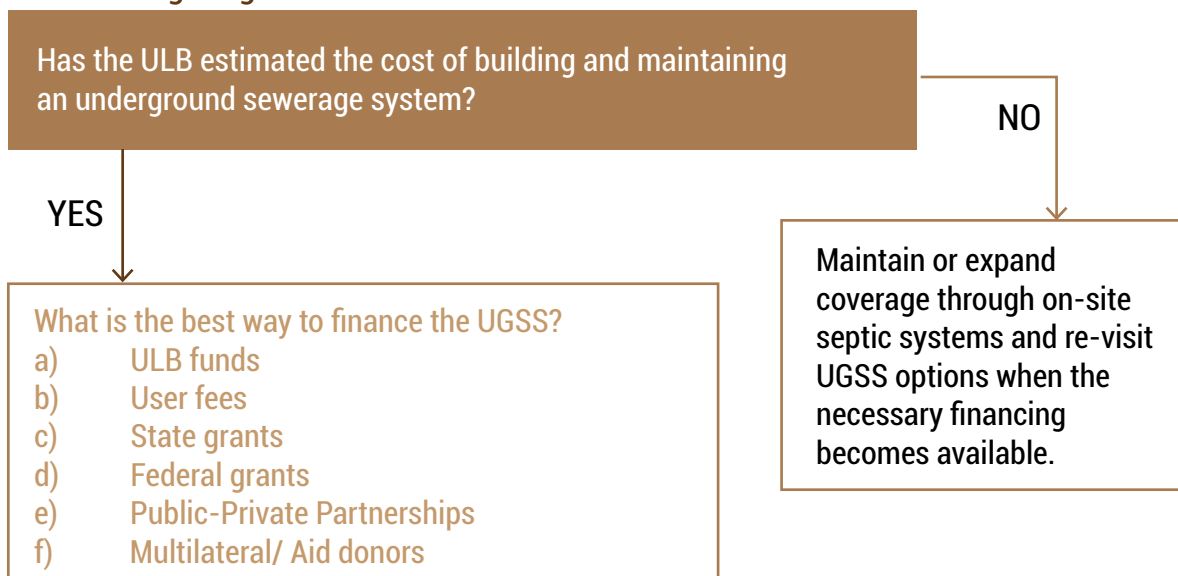 Has the ULB estimated the cost of building and maintaining
an underground sewerage system?
NO
YES
What is the best way to finance the UGSS?
a) ULB funds
b) User fees
c) State grants
d) Federal grants
e) Public-Private Partnerships
f) Multilateral/ Aid donors
Maintain or expand
coverage through on-site
septic systems and re-visit
UGSS options when the
necessary financing
becomes available.